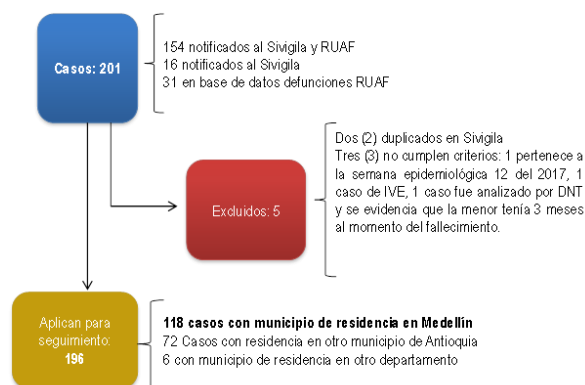 Casos: 201
154 notificados al Sivigila y RUAF
16 notificados al Sivigila
31 en base de datos defunciones RUAF
Excluidos: 5
Dos (2) duplicados en Sivigila
Tres (3) no cumplen criterios: 1 pertenece a
la semana epidemiológica 12 del 2017, 1
caso de IVE, 1 caso fue analizado por DNT
y se evidencia que la menor tenía 3 meses
al momento del fallecimiento.
Aplican para
seguimiento:
196
118 casos con municipio de residencia en Medellín
72 Casos con residencia en otro municipio de Antioquia
6 con municipio de residencia en otro departamento